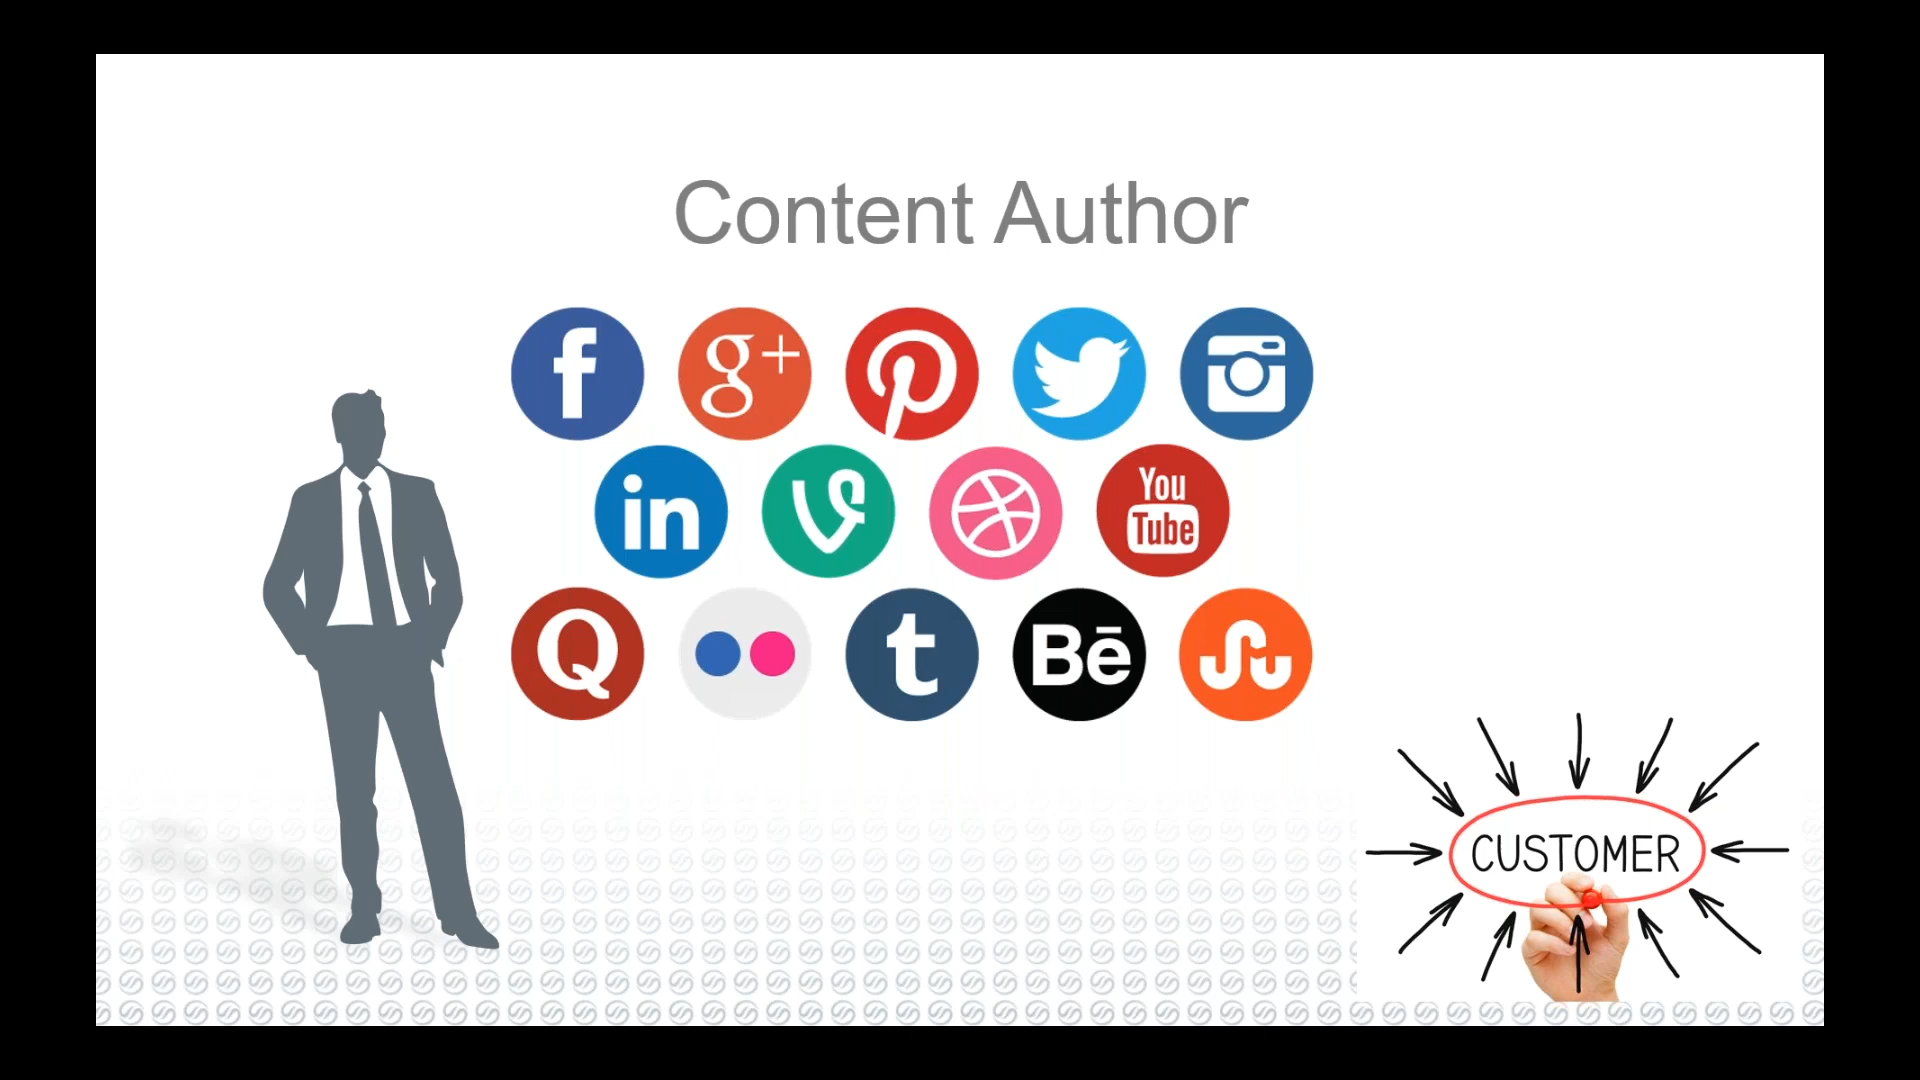 Content Author
f g+ 
in You
Tube
Q t Bē
CUSTOMER